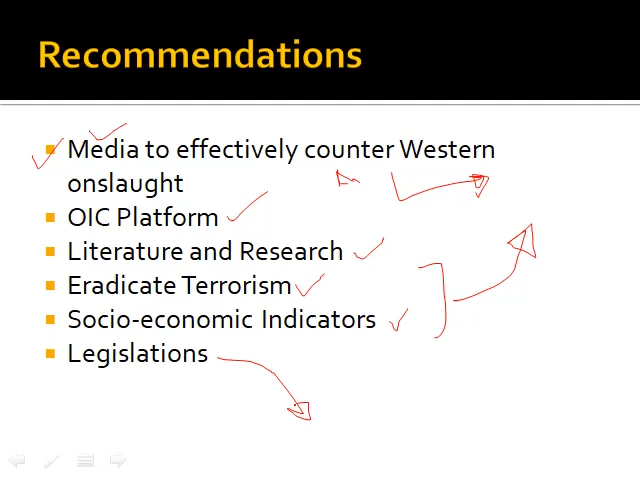 Recommendations
Media to effectively counter Western
onslaught
OIC Platform
Literature and Research
Eradicate Terrorism
Socio-economic Indicators
Legislations